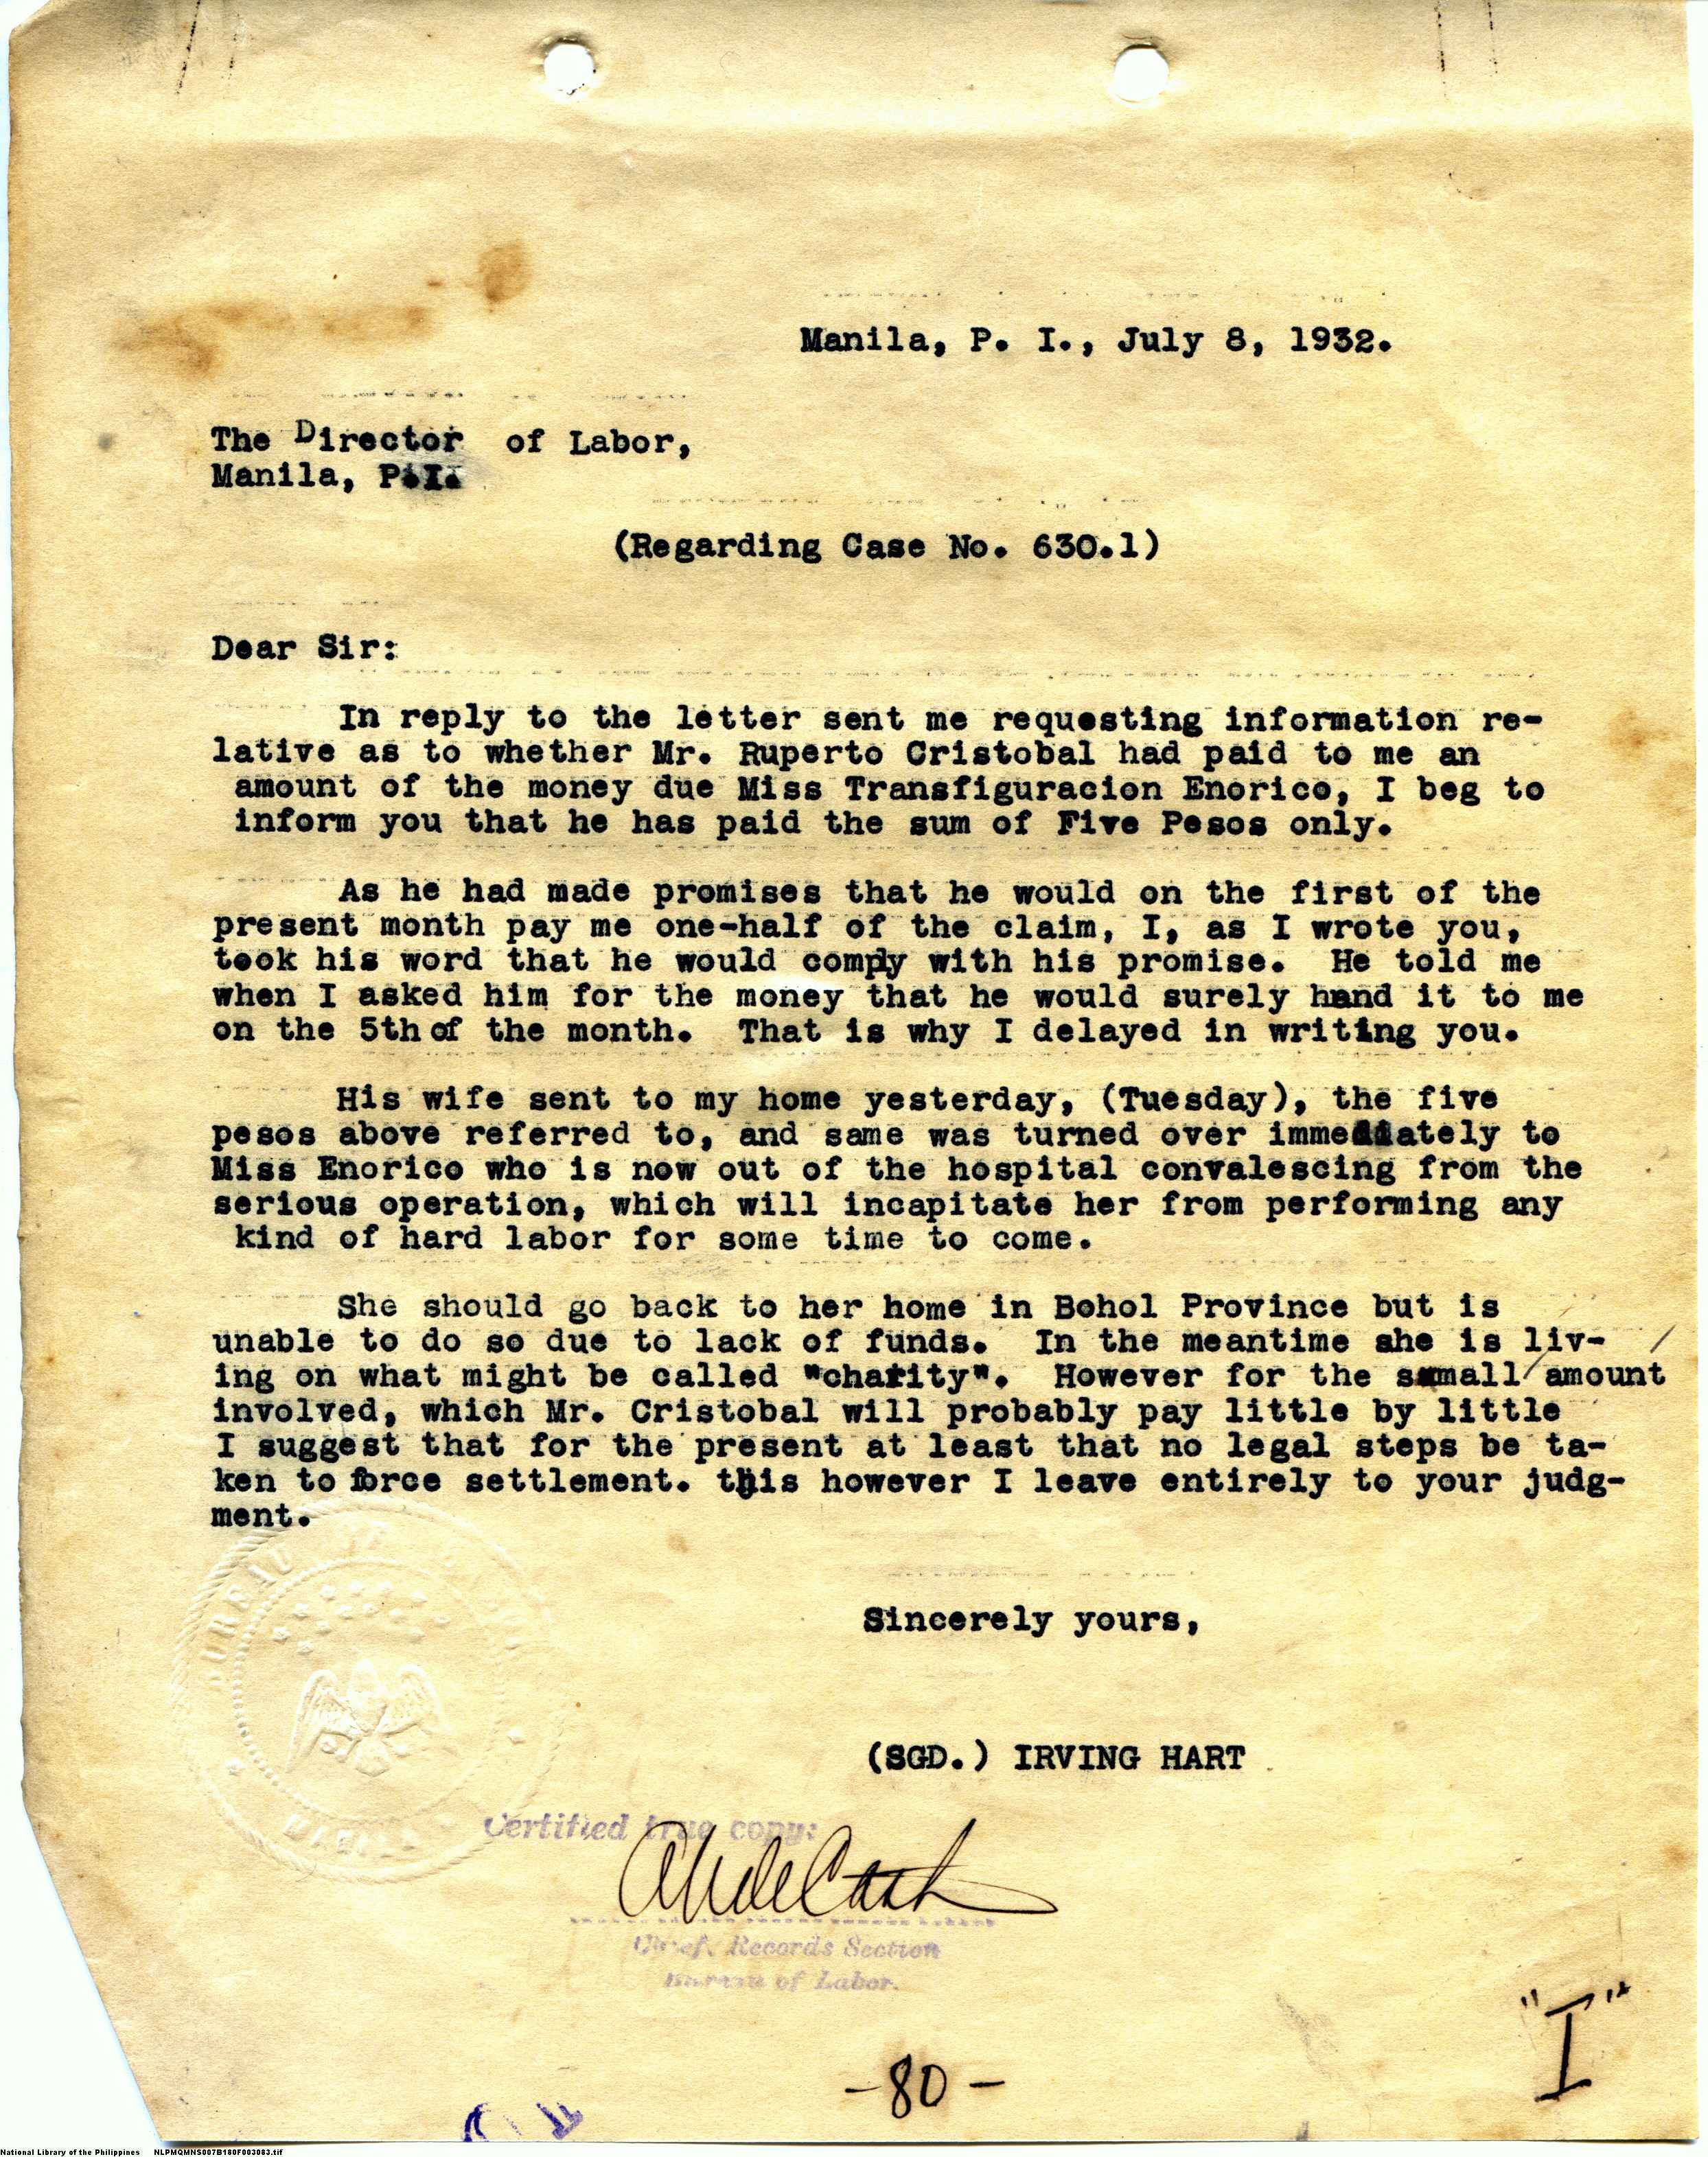 Manila, P. I., July 8, 1932.
The Director of Labor,
Manila, P.I.
(Regarding Case No. 630.1)
Dear Sir:
In reply to the letter sent me requesting information re-
lative as to whether Mr. Ruperto Cristobal had paid to me an
amount of the money due Miss Transfiguracion Enorico, I beg to
inform you that he has paid the sum of Five Pesos only.
As he had made promises that he would on the first of the
present month pay me one-half of the claim, I, as I wrote you,
took his word that he would comply with his promise. He told me
when I asked him for the money that he would surely hand it to me
on the 5th of the month. That is why I delayed in writing you.
His wife sent to my home yesterday, (Tuesday), the five
pesos above referred to, and same was turned over immediately to
Miss Enorico who is now out of the hospital convalescing from the
serious operation, which will incapitate her from performing any
kind of hard labor for some time to come.
She should go back to her home in Bohol Province but is
unable to do so due to lack of funds. In the meantime she is liv-
ing on what might be called "charity". However for the smmall amount
involved, which Mr. Cristobal will probably pay little by little
I suggest that for the present at least that no legal steps be ta-
ken to force settlement. this however I leave entirely to your judg-
ment.
Sincerely yours,
(SGD.) IRVING HART
Certified true copy:
Chief, Records Section
Bureau of Labor.
"I"
-80-
BUREAU OF
MANILA
National Library of the Philippines NLPMQMNS007B180F003063.tif